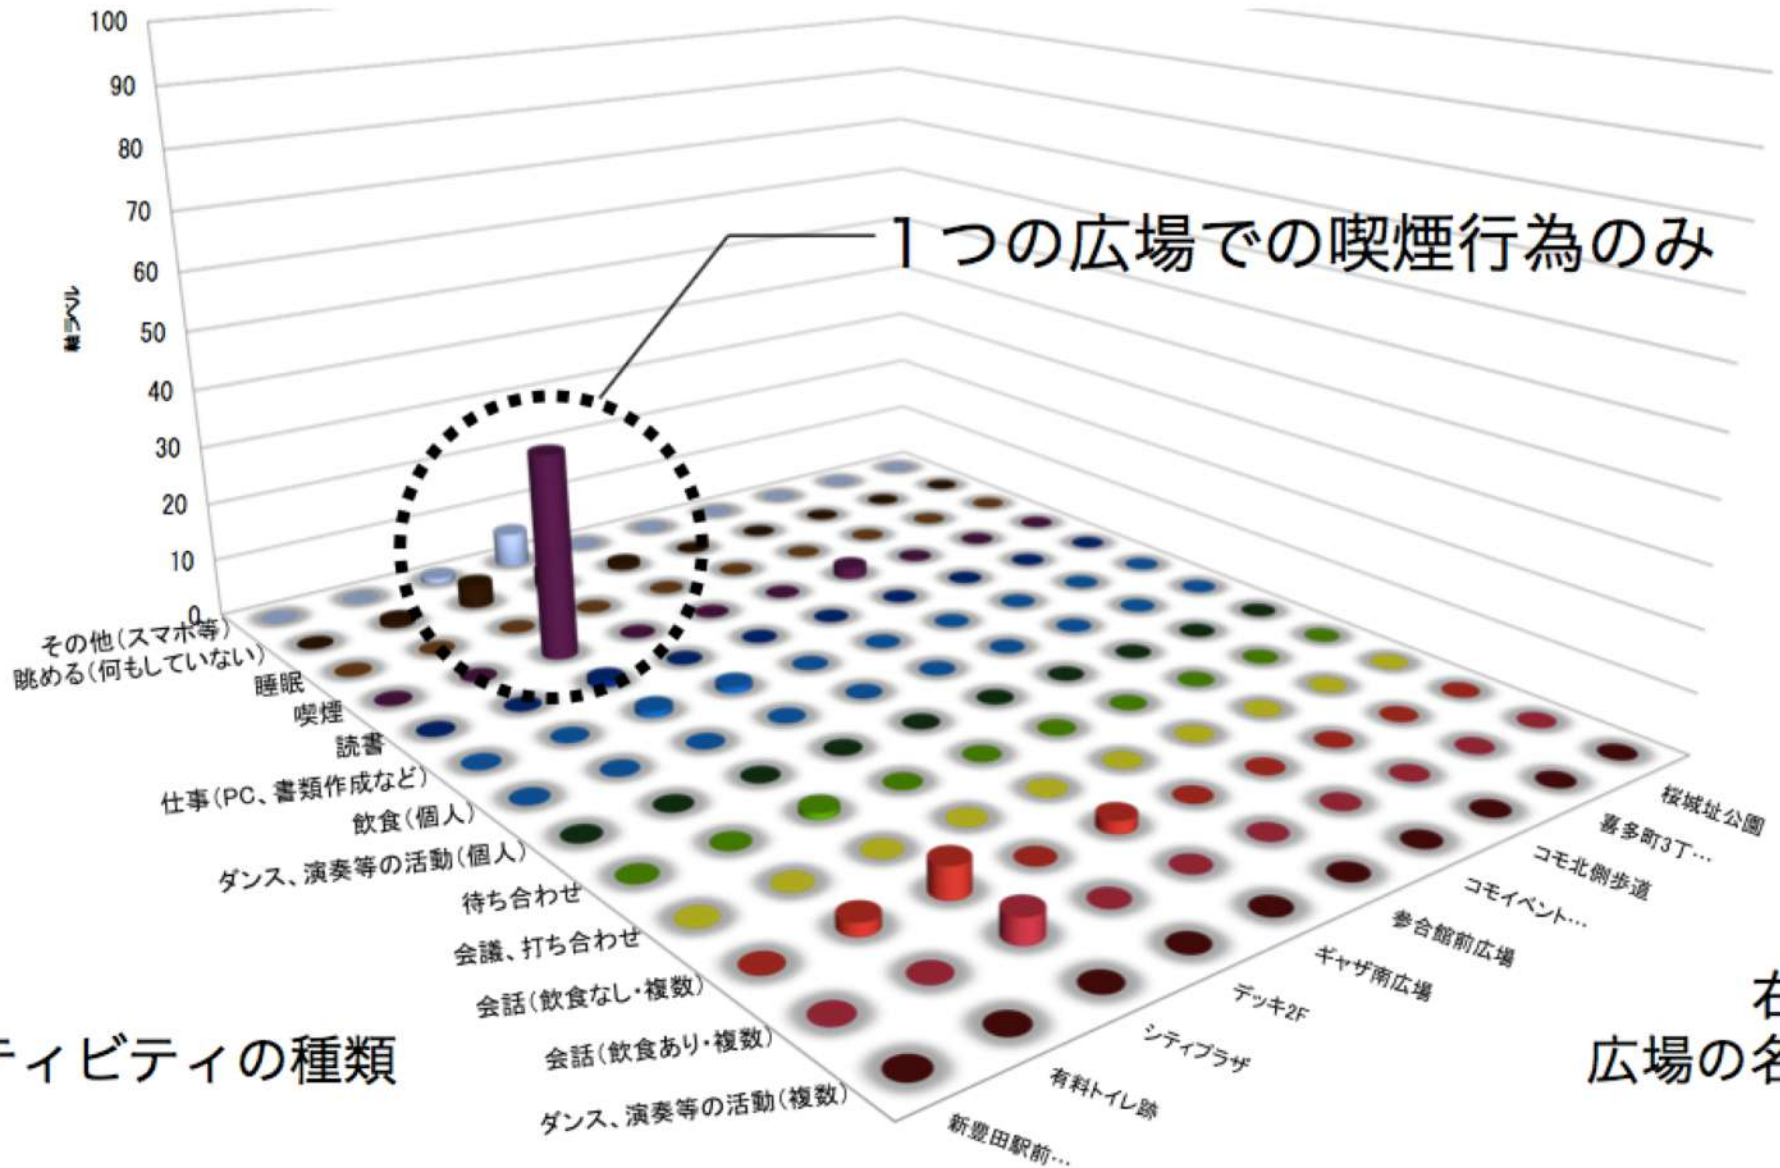 100
90
80
70
60
50
40
30
20
10
0
軸ラベル
1つの広場での喫煙行為のみ
その他(スマホ等)
眺める(何もしていない)
睡眠
喫煙
読書
仕事(PC、書類作成など)
飲食(個人)
ダンス、演奏等の活動(個人)
待ち合わせ
会議、打ち合わせ
会話(飲食なし・複数)
会話(飲食あり・複数)
ダンス、演奏等の活動(複数)
新豊田駅前…
有料トイレ跡
シティプラザ
デッキ2F
ギャザ南広場
参合館前広場
コモイベント…
コモ北側歩道
喜多町3丁…
桜城址公園
ティビティの種類
右
広場の名